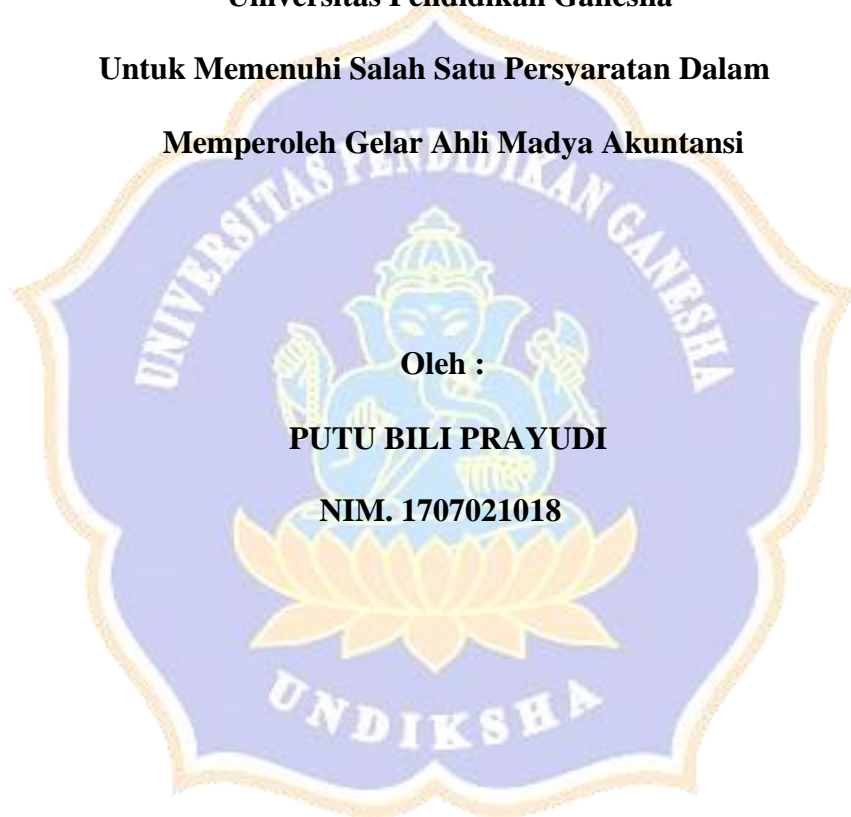 Universitas Pendidikan Ganesha
Untuk Memenuhi Salah Satu Persyaratan Dalam
Memperoleh Gelar Ahli Madya Akuntansi
UNIVERSITAS PENDIDIKAN GANESHA
Oleh :
PUTU BILI PRAYUDI
NIM. 1707021018
UNDIKSHA